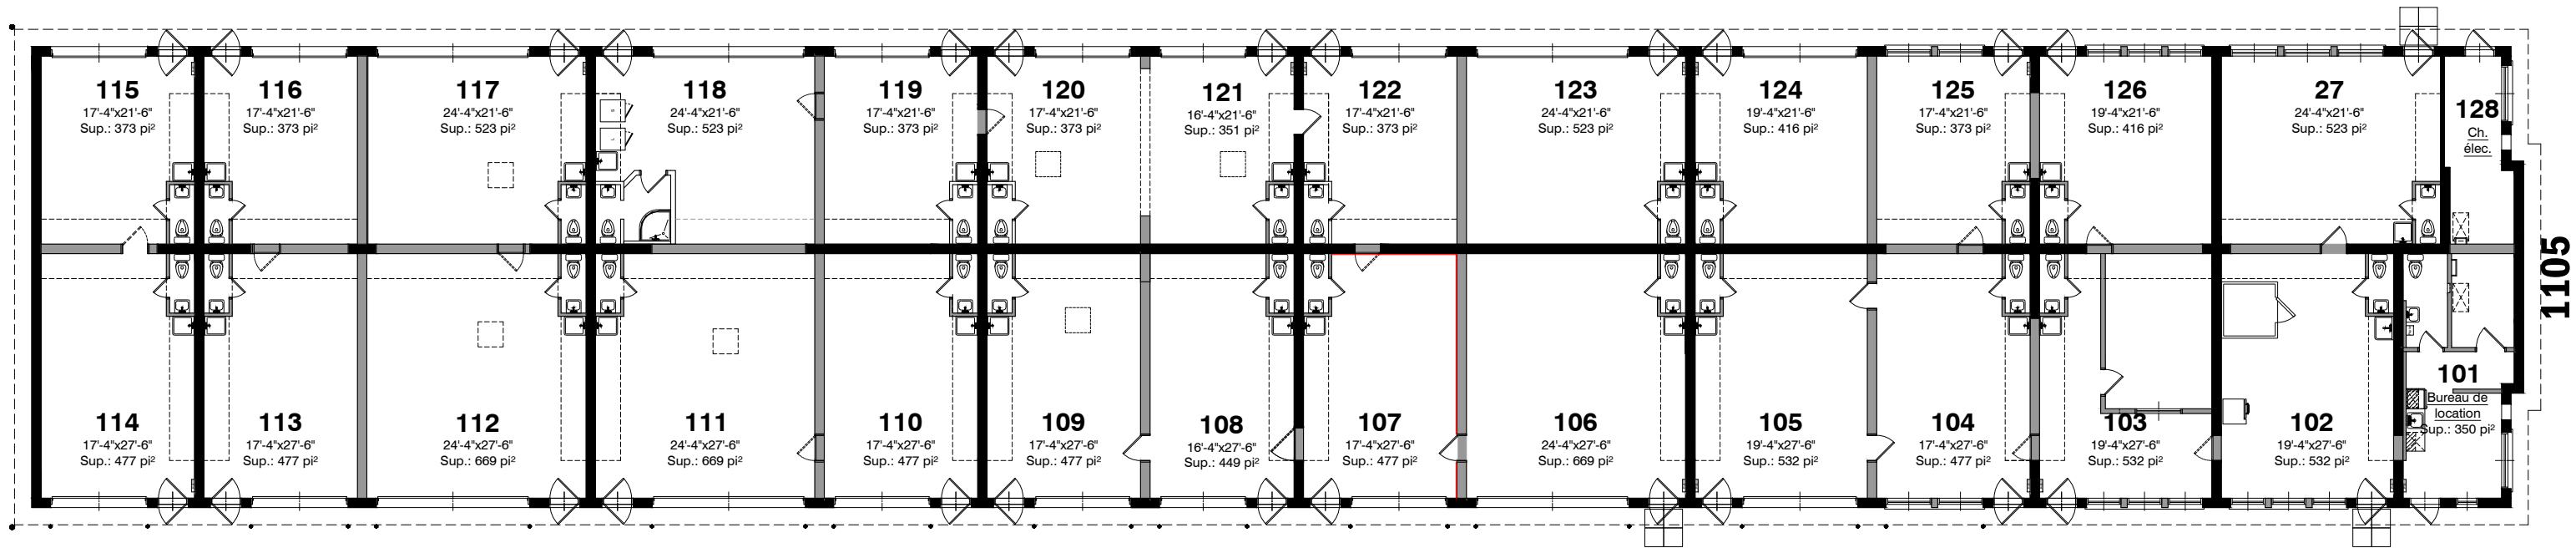 115
17'-4"x21'-6"
Sup.: 373 pi²
116
17'-4"x21'-6"
Sup.: 373 pi²
117
24'-4"x21'-6"
Sup.: 523 pi²
118
24'-4"x21'-6"
Sup.: 523 pi²
119
17'-4"x21'-6"
Sup.: 373 pi²
120
17'-4"x21'-6"
Sup.: 373 pi²
121
16'-4"x21'-6"
Sup.: 351 pi²
122
17'-4"x21'-6"
Sup.: 373 pi²
123
24'-4"x21'-6"
Sup.: 523 pi²
124
19'-4"x21'-6"
Sup.: 416 pi²
125
17'-4"x21'-6"
Sup.: 373 pi²
126
19'-4"x21'-6"
Sup.: 416 pi²
27
24'-4"x21'-6"
Sup.: 523 pi²
128
Ch.
élec.
1105
114
17'-4"x27'-6"
Sup.: 477 pi²
113
17'-4"x27'-6"
Sup.: 477 pi²
112
24'-4"x27'-6"
Sup.: 669 pi²
111
24'-4"x27'-6"
Sup.: 669 pi²
110
17'-4"x27'-6"
Sup.: 477 pi²
109
17'-4"x27'-6"
Sup.: 477 pi²
108
16'-4"x27'-6"
Sup.: 449 pi²
107
17'-4"x27'-6"
Sup.: 477 pi²
106
24'-4"x27'-6"
Sup.: 669 pi²
105
19'-4"x27'-6"
Sup.: 532 pi²
104
17'-4"x27'-6"
Sup.: 477 pi²
103
19'-4"x27'-6"
Sup.: 532 pi²
102
19'-4"x27'-6"
Sup.: 532 pi²
101
Bureau de
location
Sup.: 350 pi²